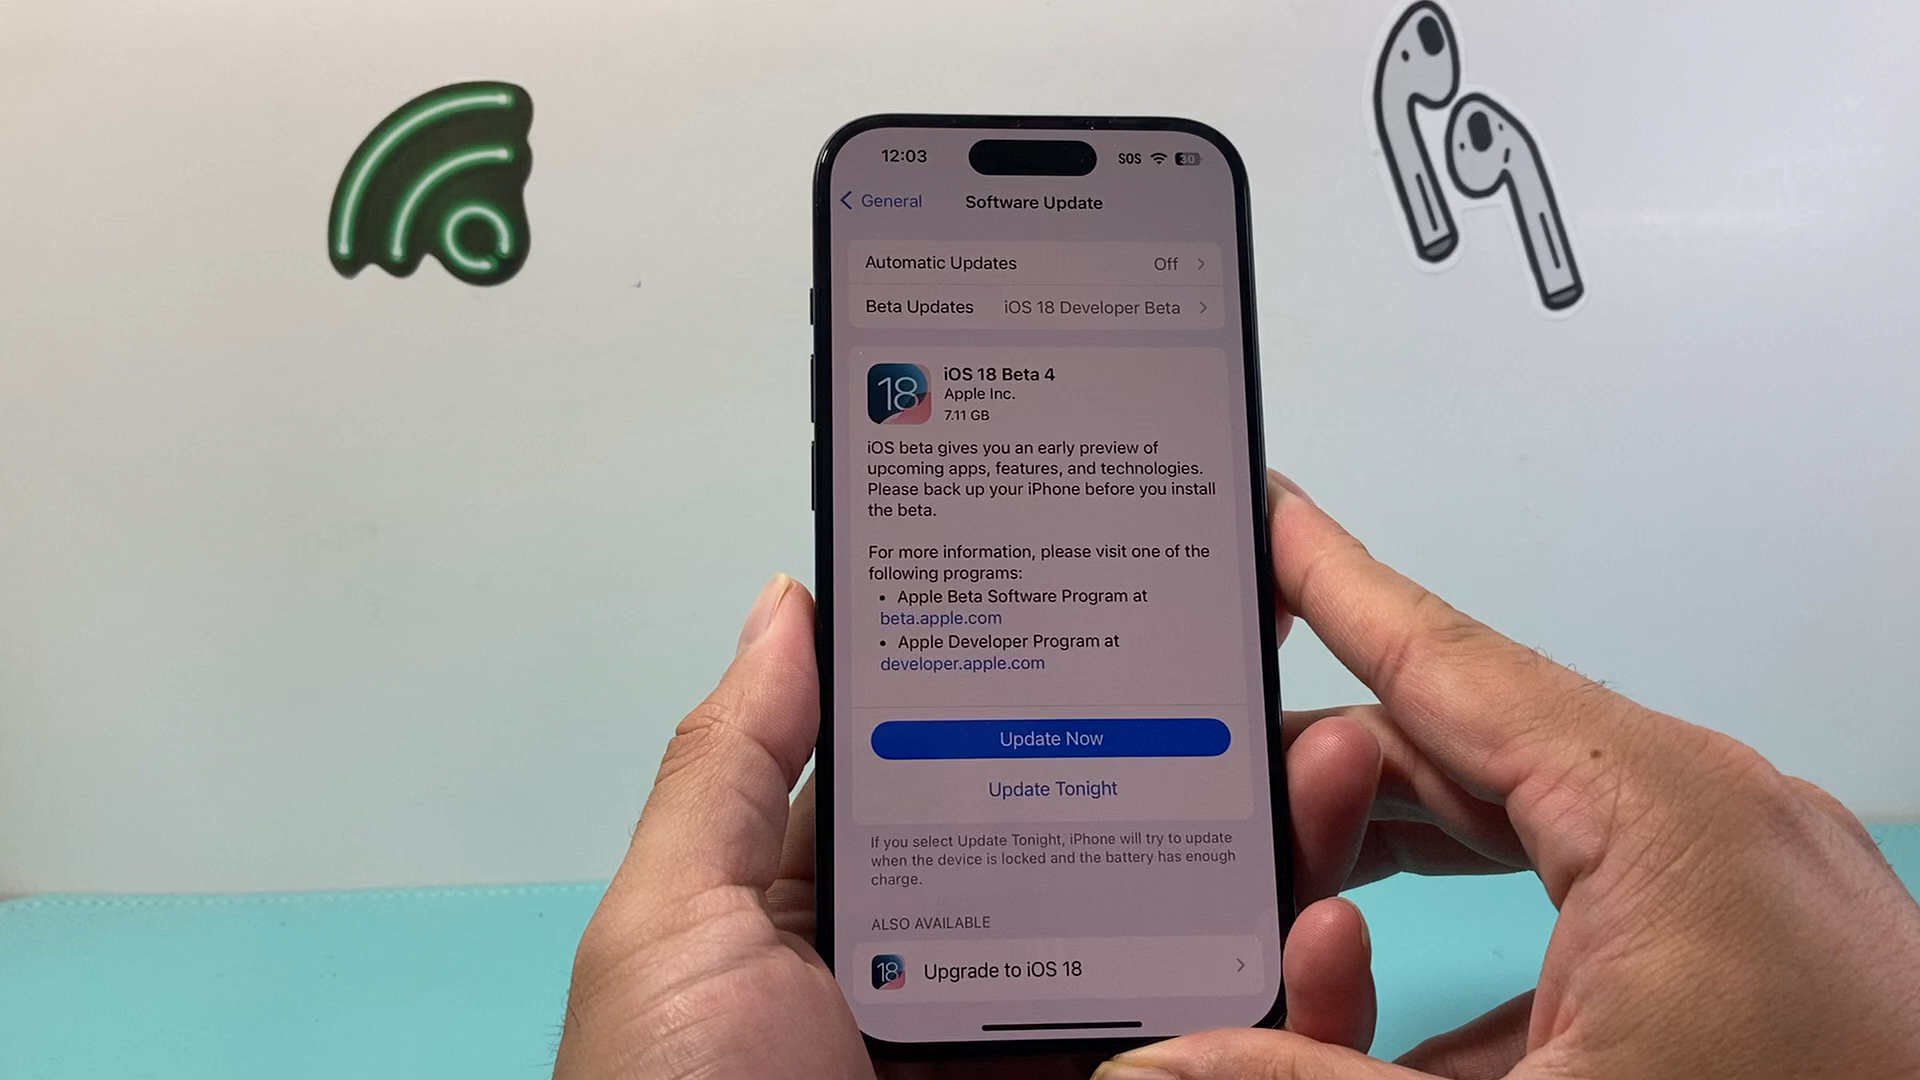 12:03
SOS
30
General
Software Update
Automatic Updates Off
Beta Updates iOS 18 Developer Beta
18
iOS 18 Beta 4
Apple Inc.
7.11 GB
iOS beta gives you an early preview of
upcoming apps, features, and technologies.
Please back up your iPhone before you install
the beta.
For more information, please visit one of the
following programs:
• Apple Beta Software Program at
beta.apple.com
• Apple Developer Program at
developer.apple.com
Update Now
Update Tonight
If you select Update Tonight, iPhone will try to update
when the device is locked and the battery has enough
charge.
ALSO AVAILABLE
18 Upgrade to iOS 18